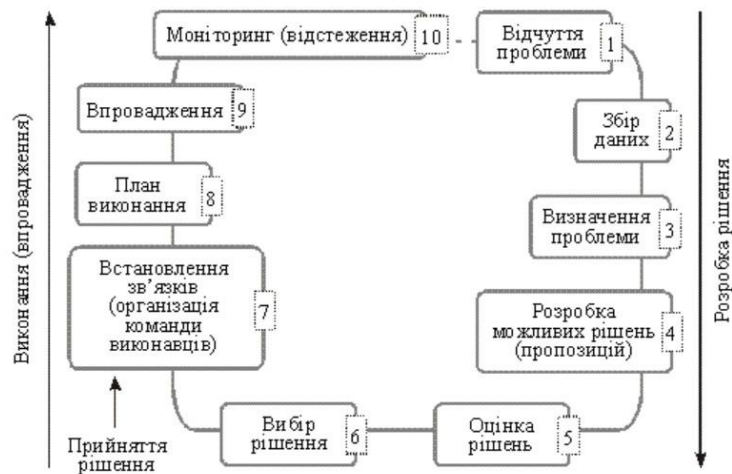 Моніторинг (відстеження) 10
Відчуття
проблеми
1
Збір
даних
2
Визначення
проблеми
3
Розробка
можливих рішень
(пропозицій)
4
Оцінка
рішень
5
Вибір
рішення
6
Встановлення
зв’язків
(організація
команди
виконавців)
7
План
виконання
8
Впровадження 9
Прийняття
рішення
Виконання (впровадження)
Розробка рішення